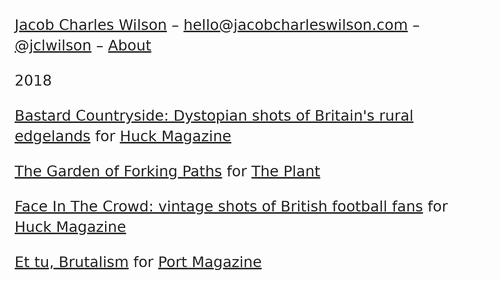 Jacob Charles Wilson – hello@jacobcharleswilson.com –
@jclwilson – About
2018
Bastard Countryside: Dystopian shots of Britain's rural
edgelands for Huck Magazine
The Garden of Forking Paths for The Plant
Face In The Crowd: vintage shots of British football fans for
Huck Magazine
Et tu, Brutalism for Port Magazine